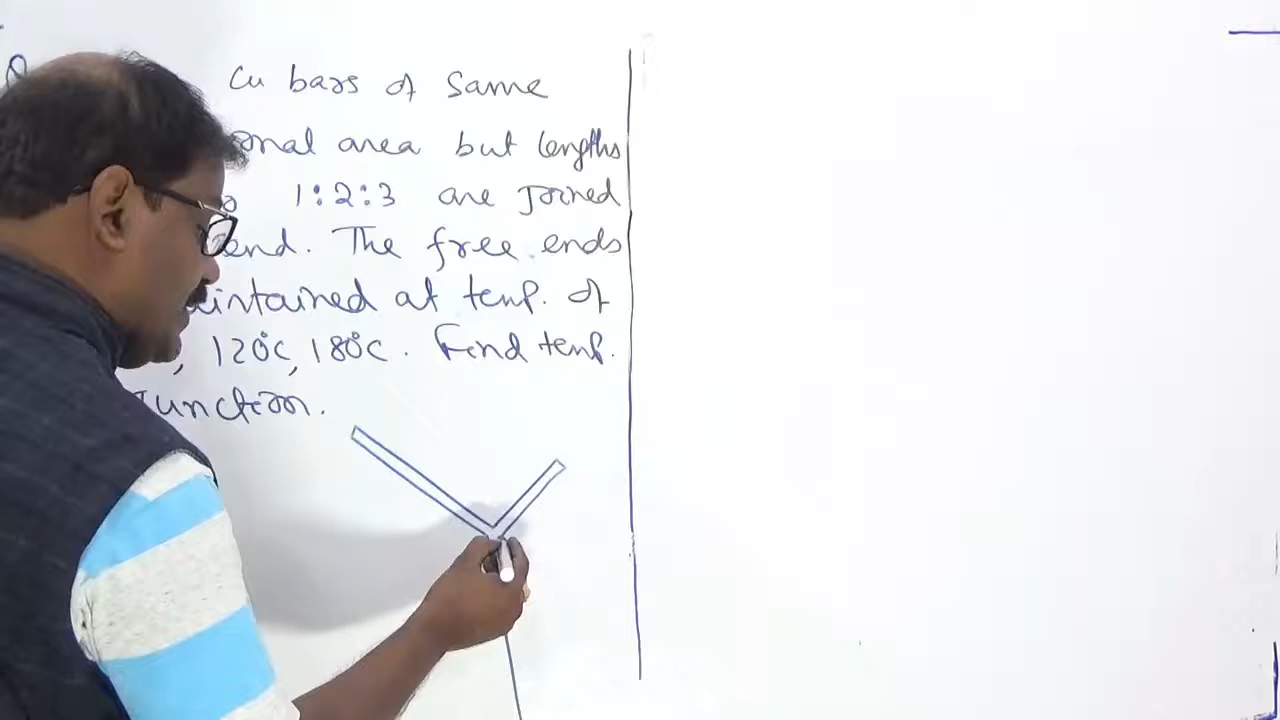 Cu bars of Same
onal area but lengths
1:2:3 are Joined
end. The free ends
aintained at temp. of
, 120°C, 180°C. Find temp.
Junction.